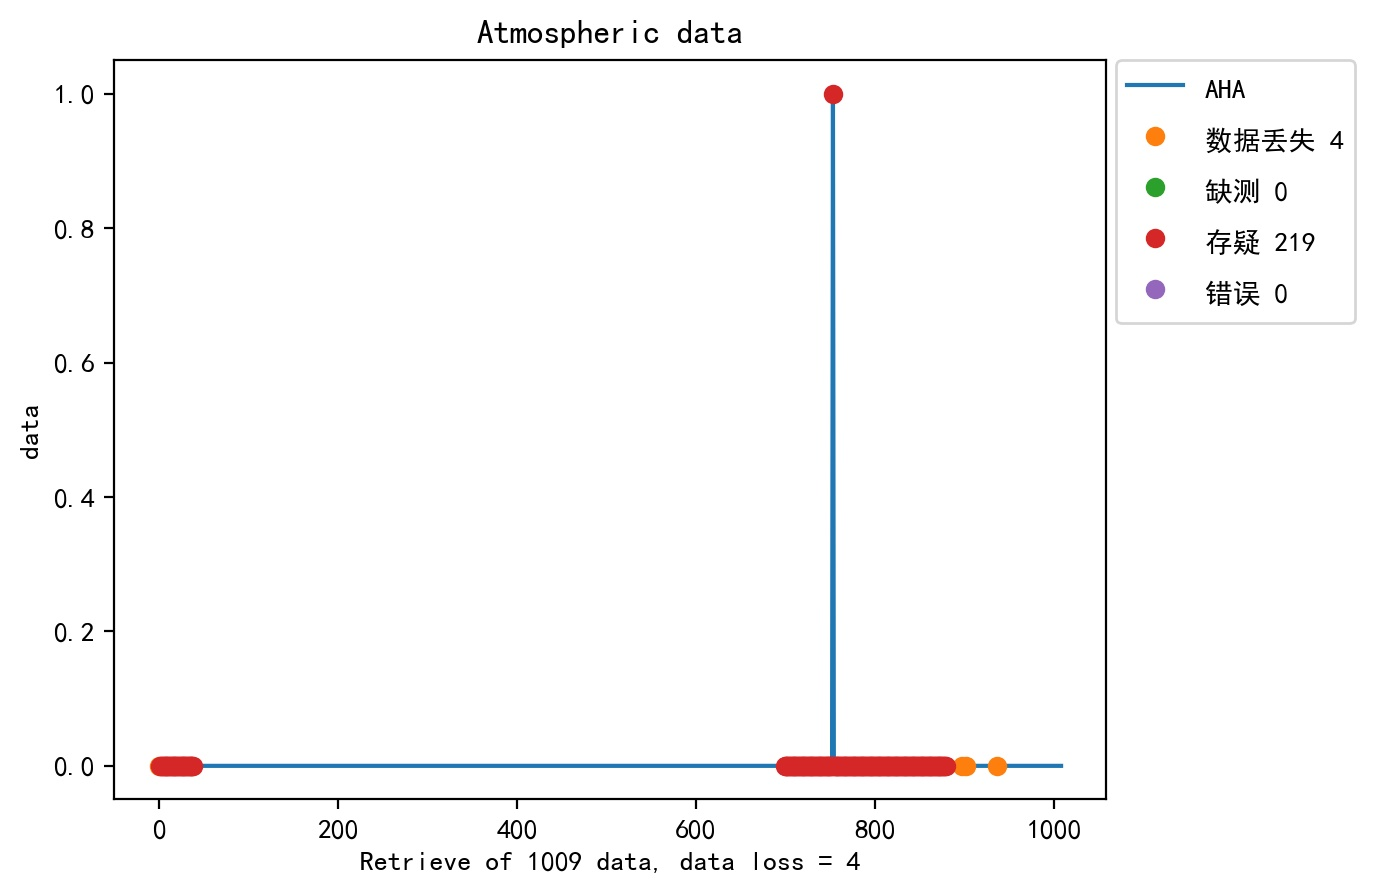 Atmospheric data
1.0
0.8
0.6
0.4
0.2
0.0
data
0 200 400 600 800 1000
Retrieve of 1009 data, data loss = 4
AHA
数据丢失 4
缺测 0
存疑 219
错误 0